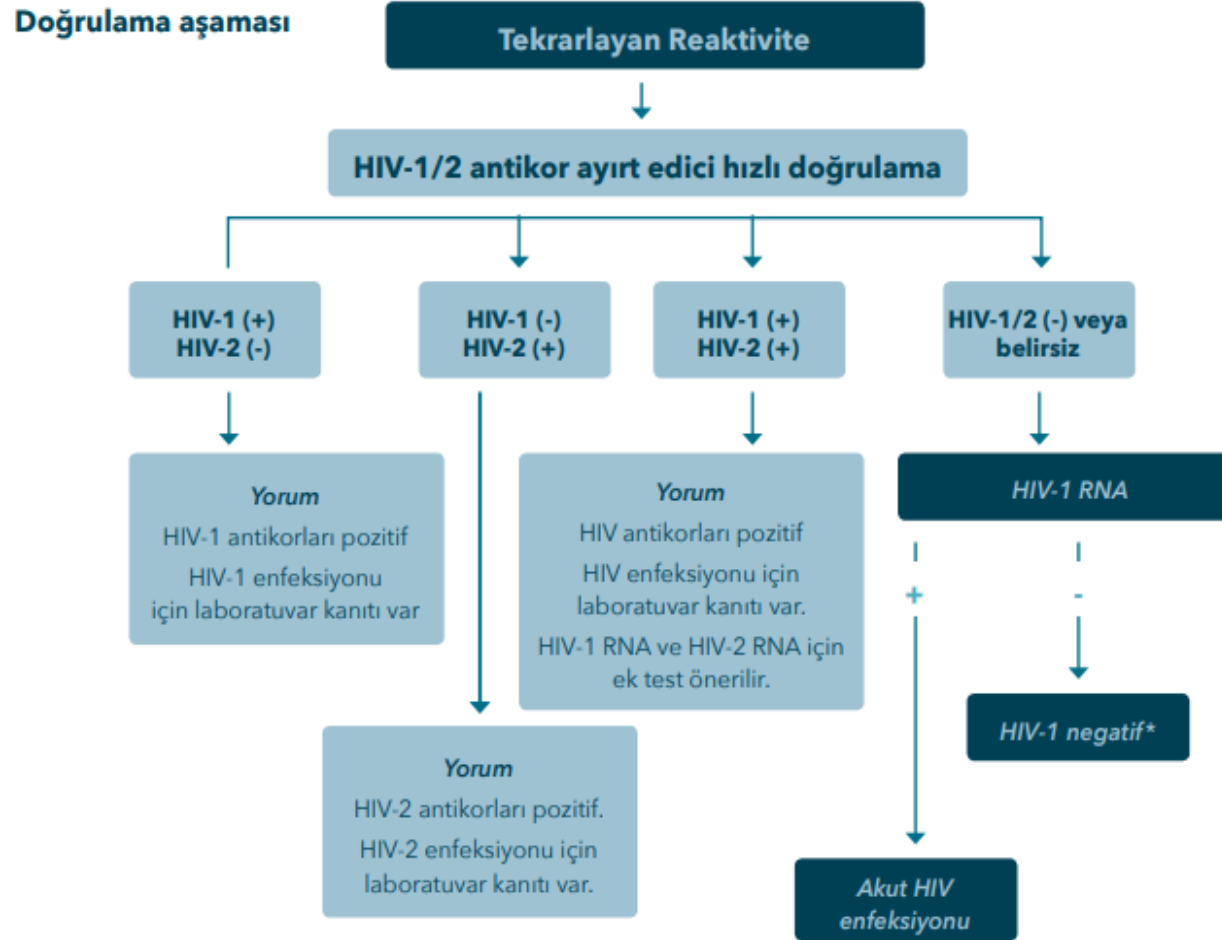 Doğrulama aşaması
Tekrarlayan Reaktivite
HIV-1/2 antikor ayırt edici hızlı doğrulama
HIV-1 (+)
HIV-2 (-)
HIV-1 (-)
HIV-2 (+)
HIV-1 (+)
HIV-2 (+)
HIV-1/2 (-) veya
belirsiz
Yorum
HIV-1 antikorları pozitif
HIV-1 enfeksiyonu
için laboratuvar kanıtı var
Yorum
HIV-2 antikorları pozitif.
HIV-2 enfeksiyonu için
laboratuvar kanıtı var.
Yorum
HIV antikorları pozitif
HIV enfeksiyonu için
laboratuvar kanıtı var.
HIV-1 RNA ve HIV-2 RNA için
ek test önerilir.
HIV-1 RNA
+
-
HIV-1 negatif*
Akut HIV
enfeksiyonu